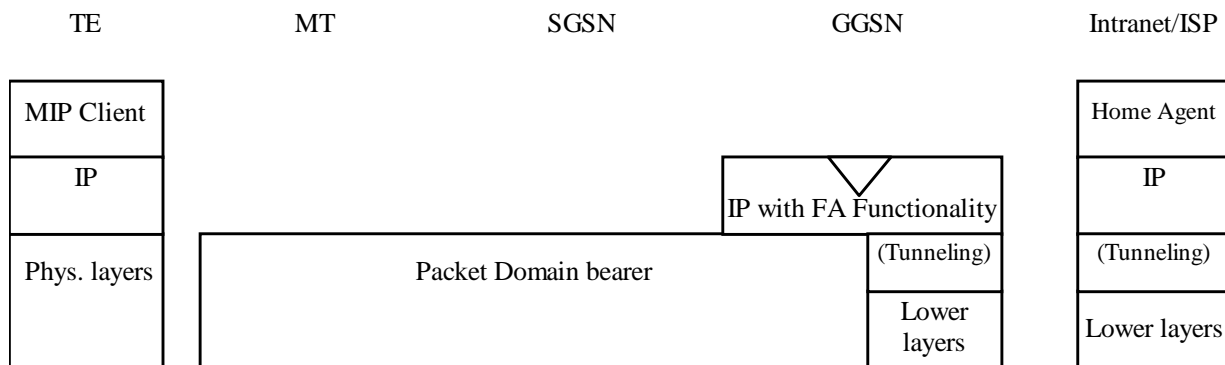 TE MT SGSN GGSN Intranet/ISP
MIP Client Home Agent
IP IP
IP with FA Functionality
Phys. layers Packet Domain bearer (Tunneling) (Tunneling)
Lower
layers Lower layers